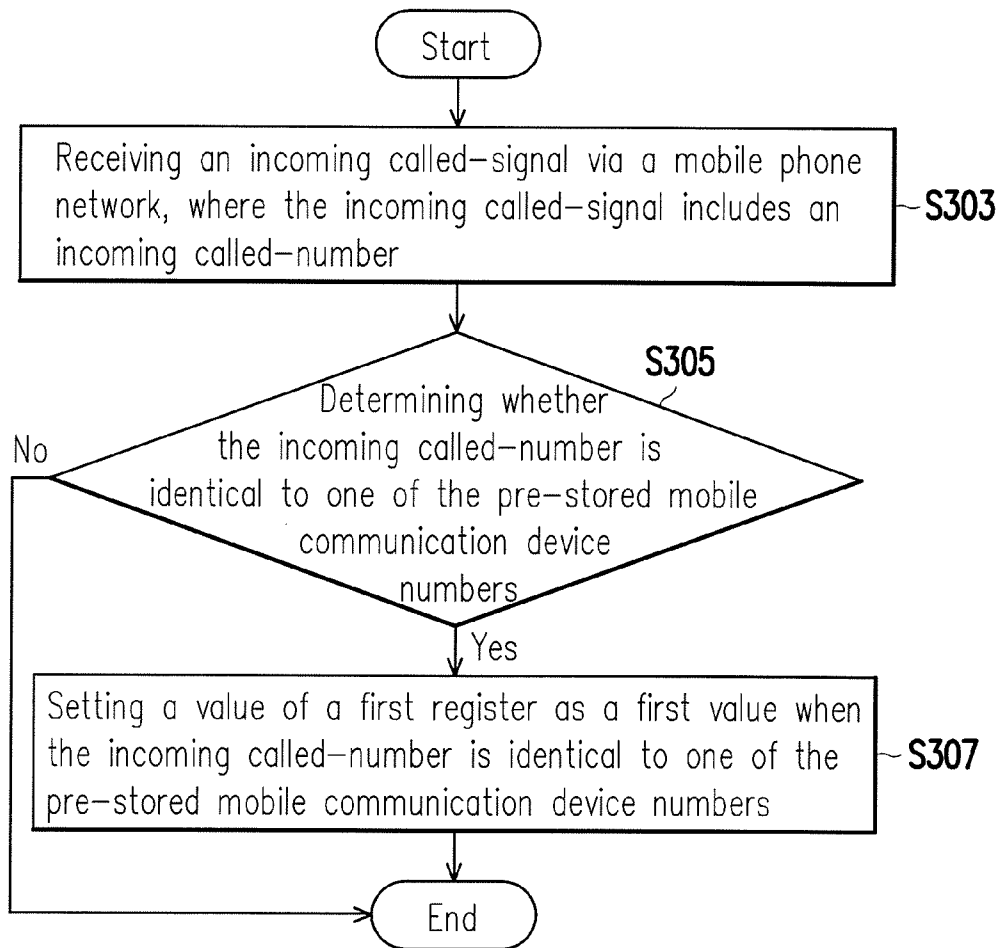 Start
Receiving an incoming called-signal via a mobile phone
network, where the incoming called-signal includes an
incoming called-number
S303
S305
Determining whether
the incoming called-number is
identical to one of the pre-stored mobile
communication device
numbers
No
Yes
Setting a value of a first register as a first value when
the incoming called-number is identical to one of the
pre-stored mobile communication device numbers
S307
End